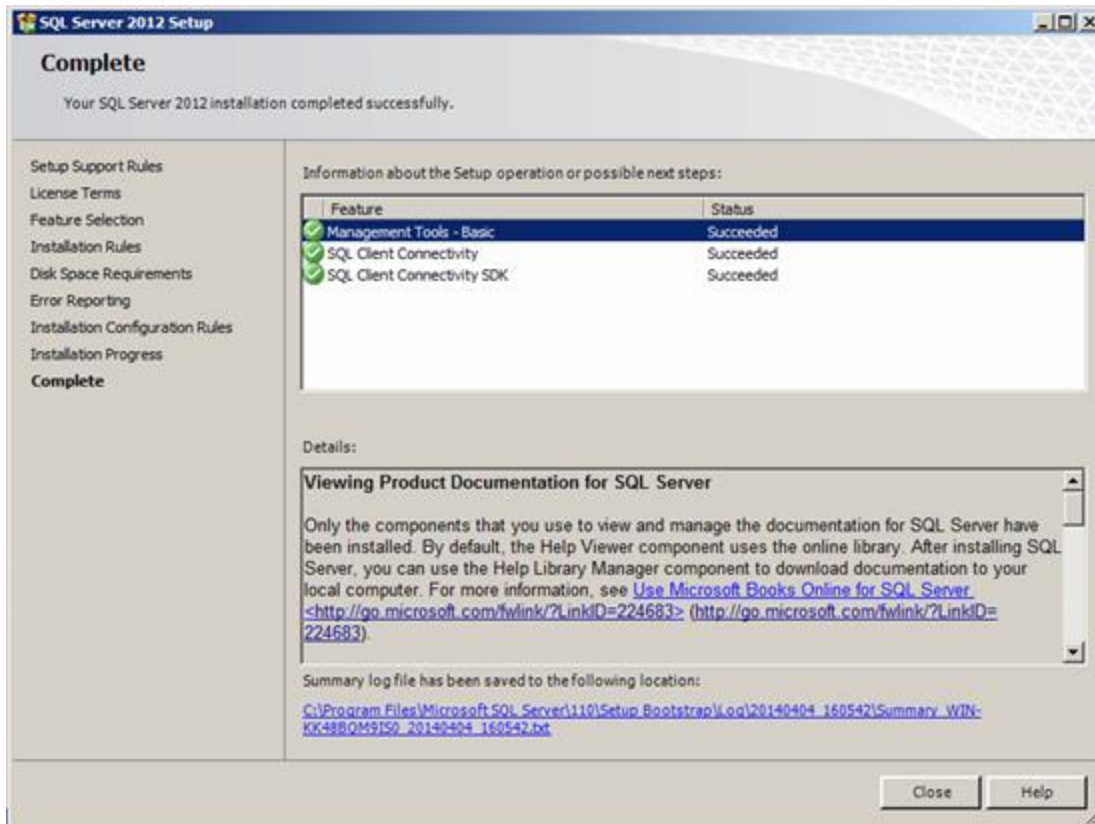 SQL Server 2012 Setup
Complete
Your SQL Server 2012 installation completed successfully.
Setup Support Rules
License Terms
Feature Selection
Installation Rules
Disk Space Requirements
Error Reporting
Installation Configuration Rules
Installation Progress
Complete
Information about the Setup operation or possible next steps:
Feature Status
Management Tools - Basic Succeeded
SQL Client Connectivity Succeeded
SQL Client Connectivity SDK Succeeded
Details:
Viewing Product Documentation for SQL Server
Only the components that you use to view and manage the documentation for SQL Server have
been installed. By default, the Help Viewer component uses the online library. After installing SQL
Server, you can use the Help Library Manager component to download documentation to your
local computer. For more information, see Use Microsoft Books Online for SQL Server
<http://go.microsoft.com/fwlink/?LinkID=224683> (http://go.microsoft.com/fwlink/?LinkID=
224683).
Summary log file has been saved to the following location:
C:\Program Files\Microsoft SQL Server\110\Setup Bootstrap\Log\20140404_160542\Summary_WIN-
KK48BQM9IS0_20140404_160542.txt
Close Help